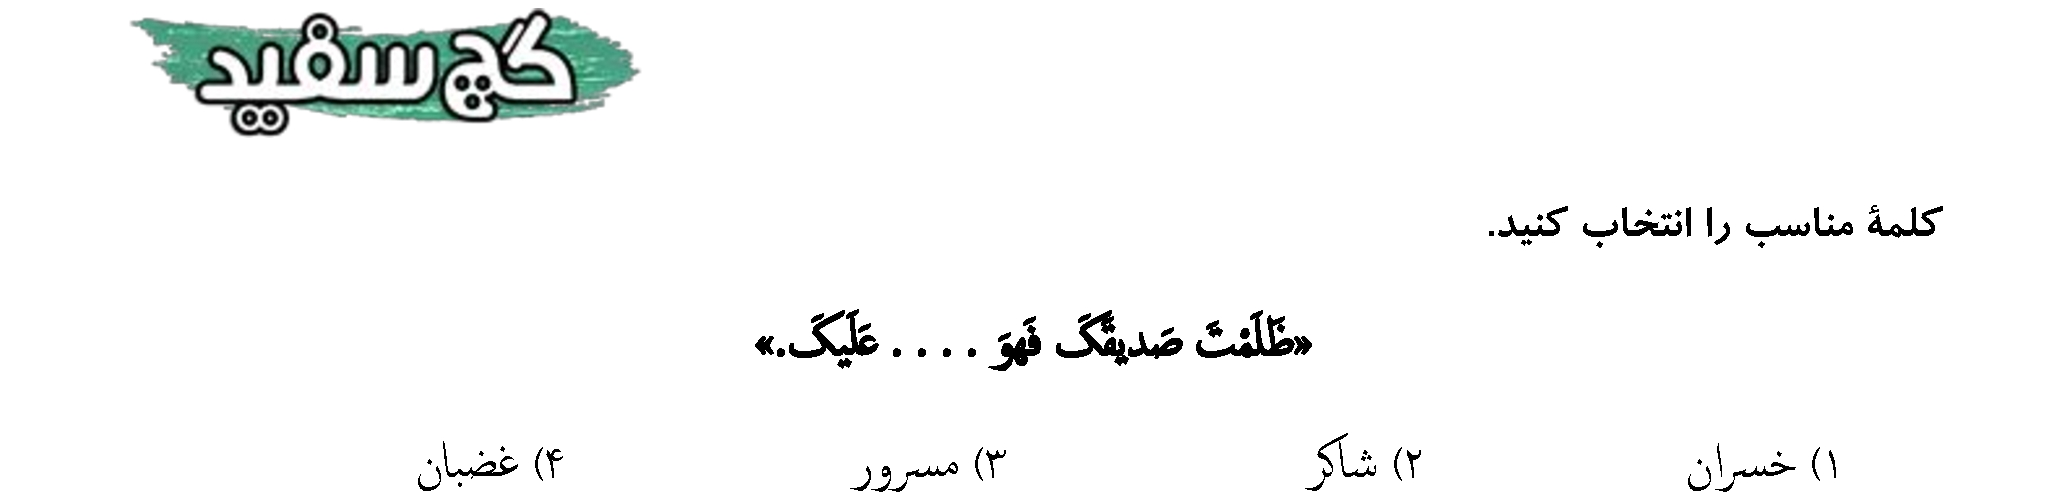 گچ سفید
کلمهٔ مناسب را انتخاب کنید.
«ظَلَمْتَ صَدیقَکَ فَهوَ . . . . عَلَیکَ.»
۱) خسران ۲) شاکر ۳) مسرور ۴) غضبان